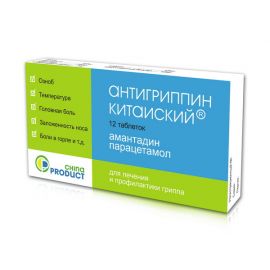 ✓ Озноб
✓ Температура
✓ Головная боль
✓ Заложенность носа
✓ Боли в горле и т.д.
CHINA
PRODUCT
АНТИГРИППИН
КИТАЙСКИЙ®
12 таблеток
амантадин
парацетамол
для лечения
и профилактики гриппа